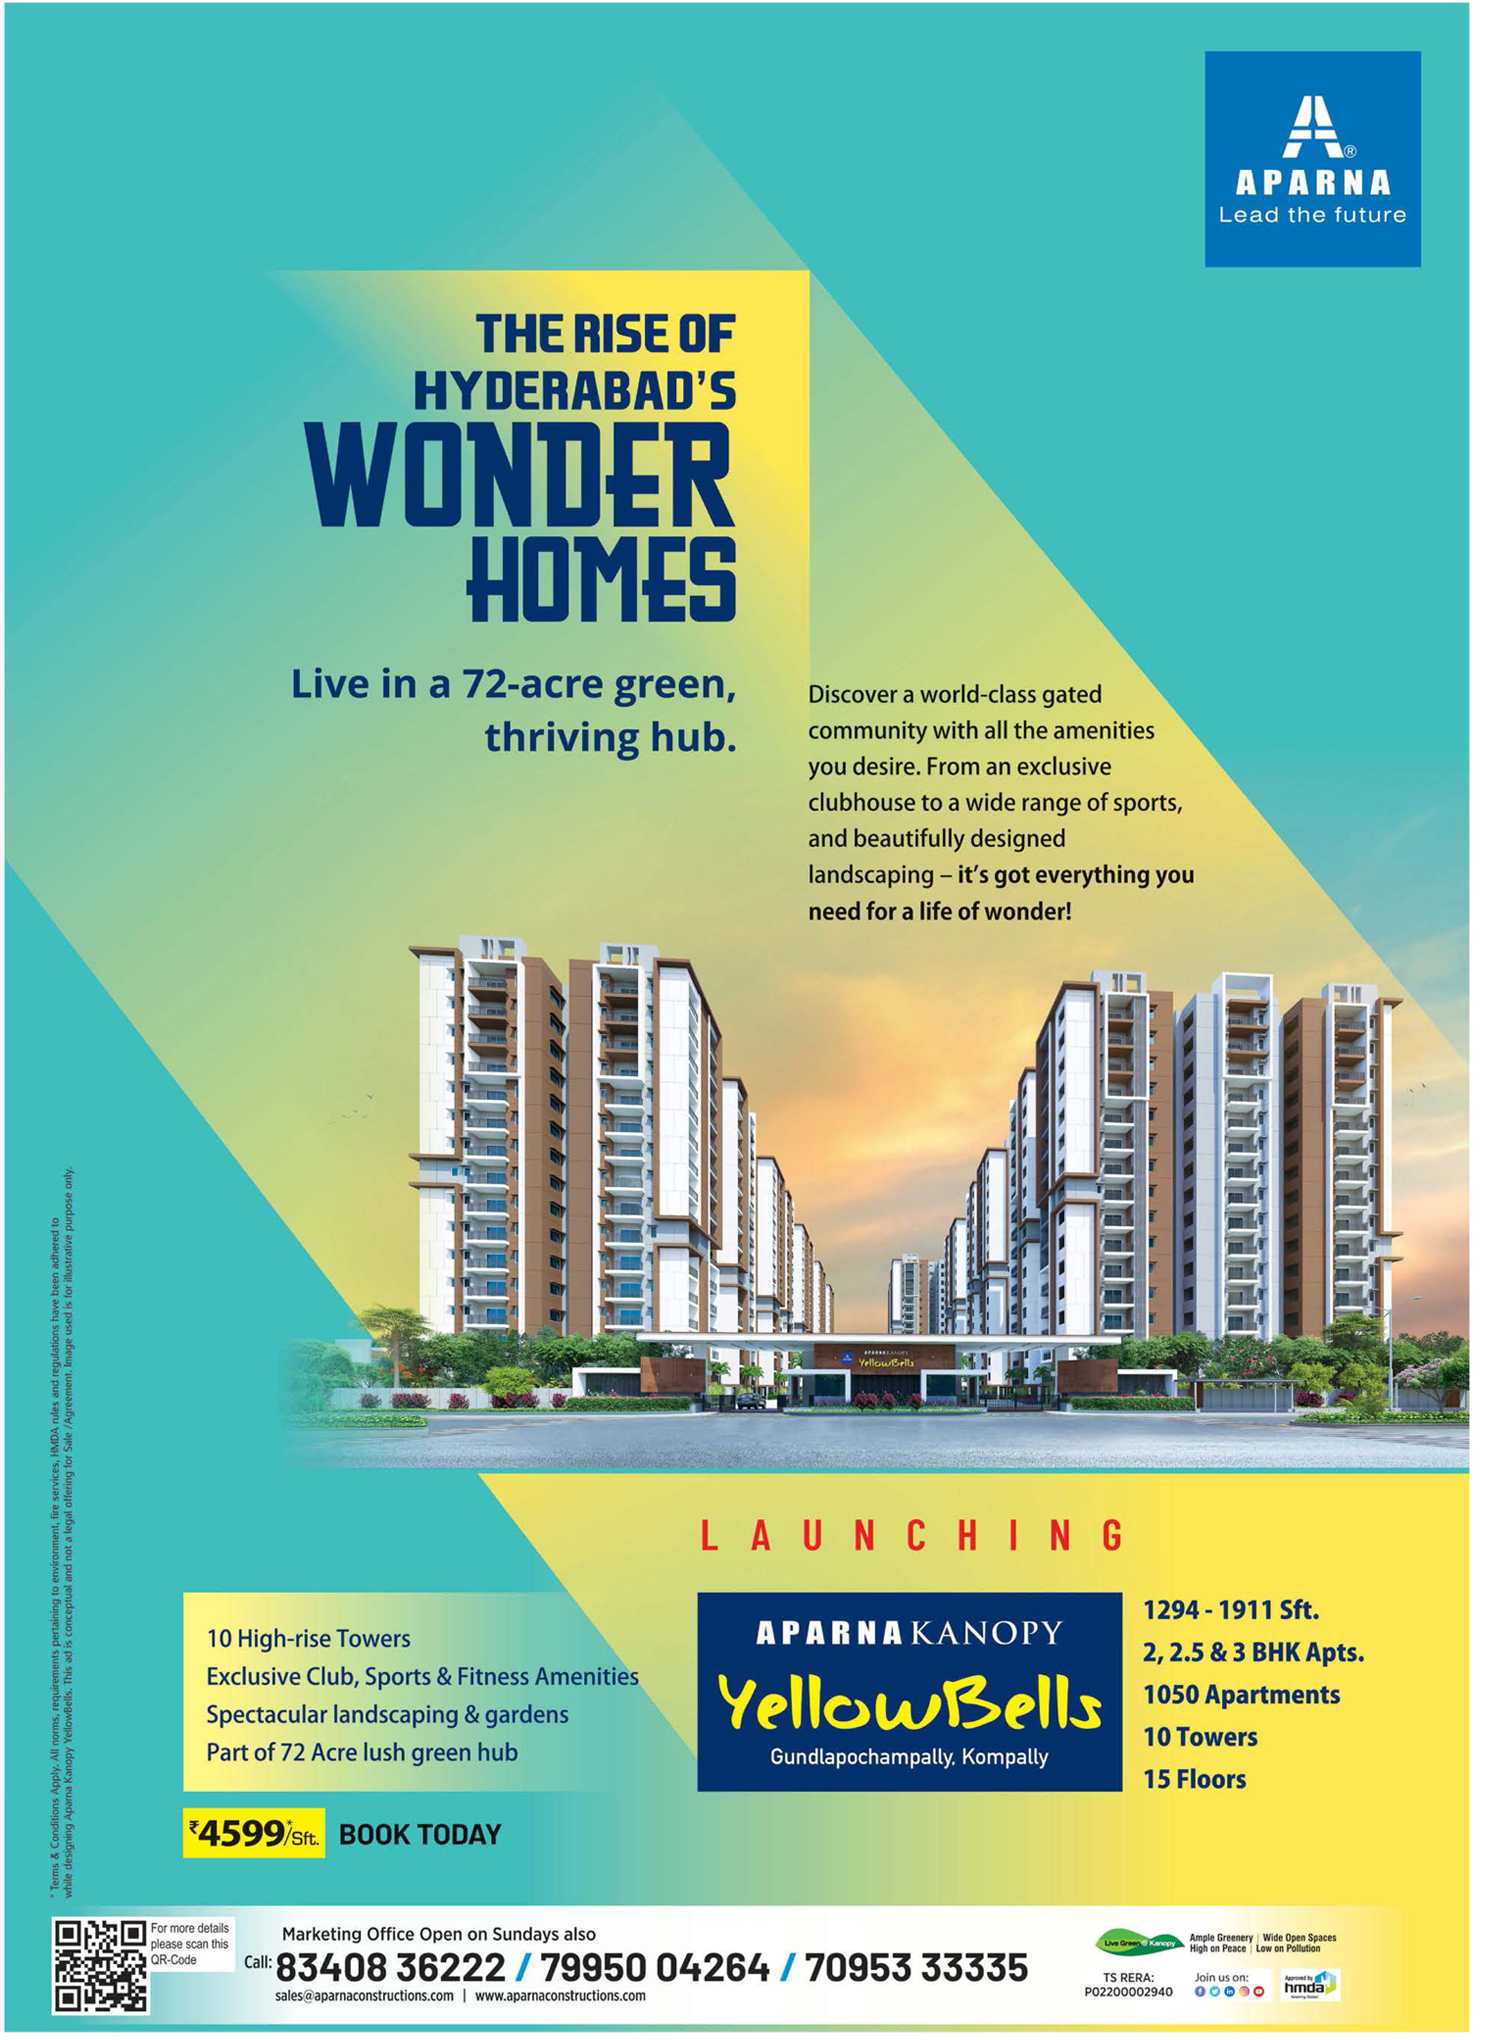 APARNA
Lead the future
THE RISE OF
HYDERABAD'S
WONDER
HOMES
Live in a 72-acre green,
thriving hub.
Discover a world-class gated
community with all the amenities
you desire. From an exclusive
clubhouse to a wide range of sports,
and beautifully designed
landscaping – it's got everything you
need for a life of wonder!
APARNA KANOPY
YellowBells
LAUNCHING
10 High-rise Towers
Exclusive Club, Sports & Fitness Amenities
Spectacular landscaping & gardens
Part of 72 Acre lush green hub
APARNA KANOPY
YellowBells
Gundlapochampally, Kompally
1294 - 1911 Sft.
2, 2.5 & 3 BHK Apts.
1050 Apartments
10 Towers
15 Floors
₹4599*/Sft. BOOK TODAY
* Terms & Conditions Apply. All norms, requirements pertaining to environment, fire services, HMDA rules and regulations have been adhered to
while designing Aparna Kanopy YellowBells. This ad is conceptual and not a legal offering for Sale /Agreement. Image used is for illustrative purpose only.
For more details
please scan this
QR-Code
Marketing Office Open on Sundays also
Call: 83408 36222 / 79950 04264 / 70953 33335
sales@aparnaconstructions.com | www.aparnaconstructions.com
Live Green @ Kanopy
Ample Greenery | Wide Open Spaces
High on Peace | Low on Pollution
TS RERA:
P02200002940
Join us on:
Approved by
hmda